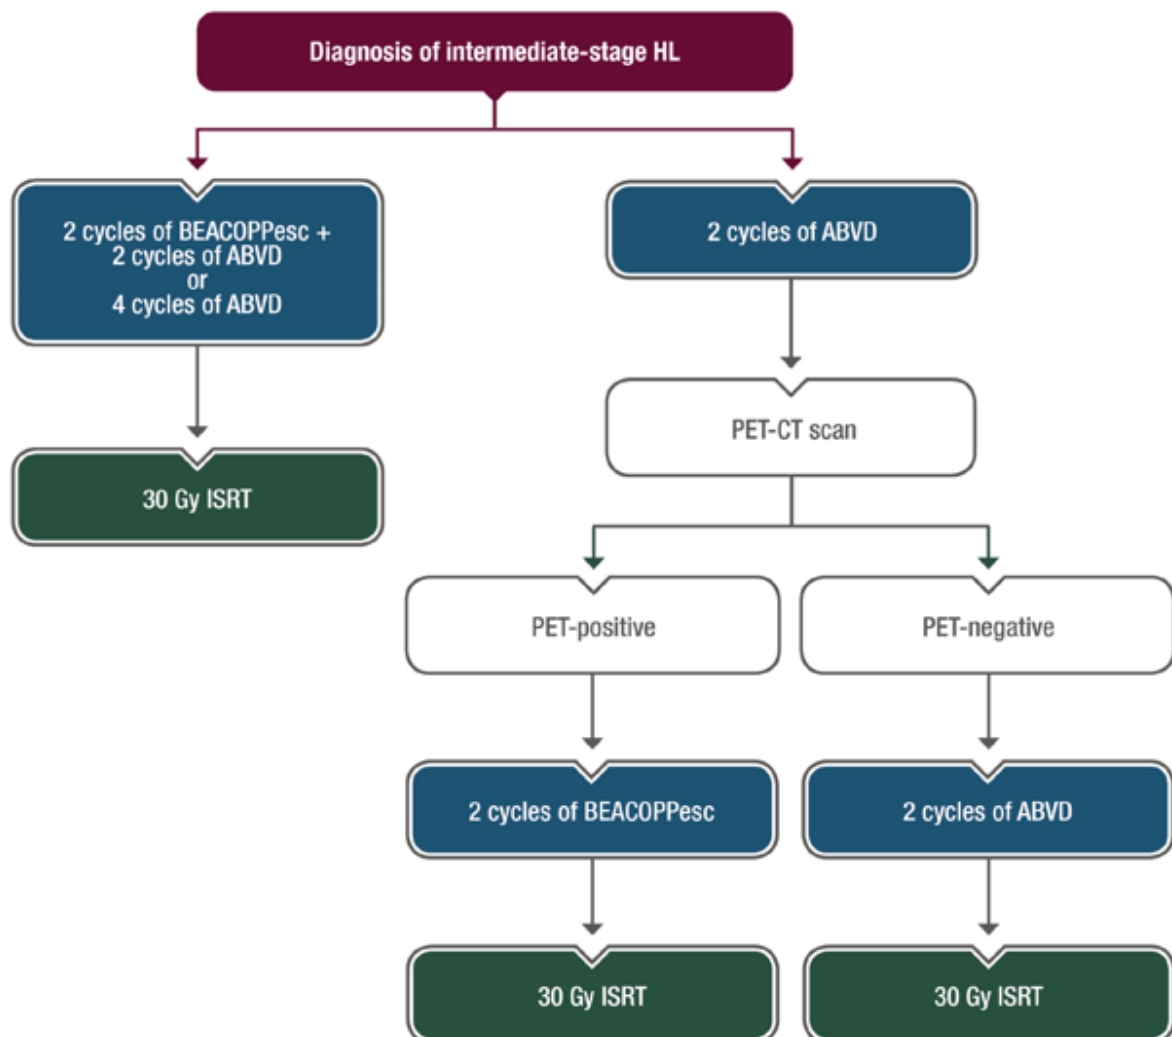 Diagnosis of intermediate-stage HL
2 cycles of BEACOPPesc +
2 cycles of ABVD
or
4 cycles of ABVD
30 Gy ISRT
2 cycles of ABVD
PET-CT scan
PET-positive
PET-negative
2 cycles of BEACOPPesc
2 cycles of ABVD
30 Gy ISRT
30 Gy ISRT